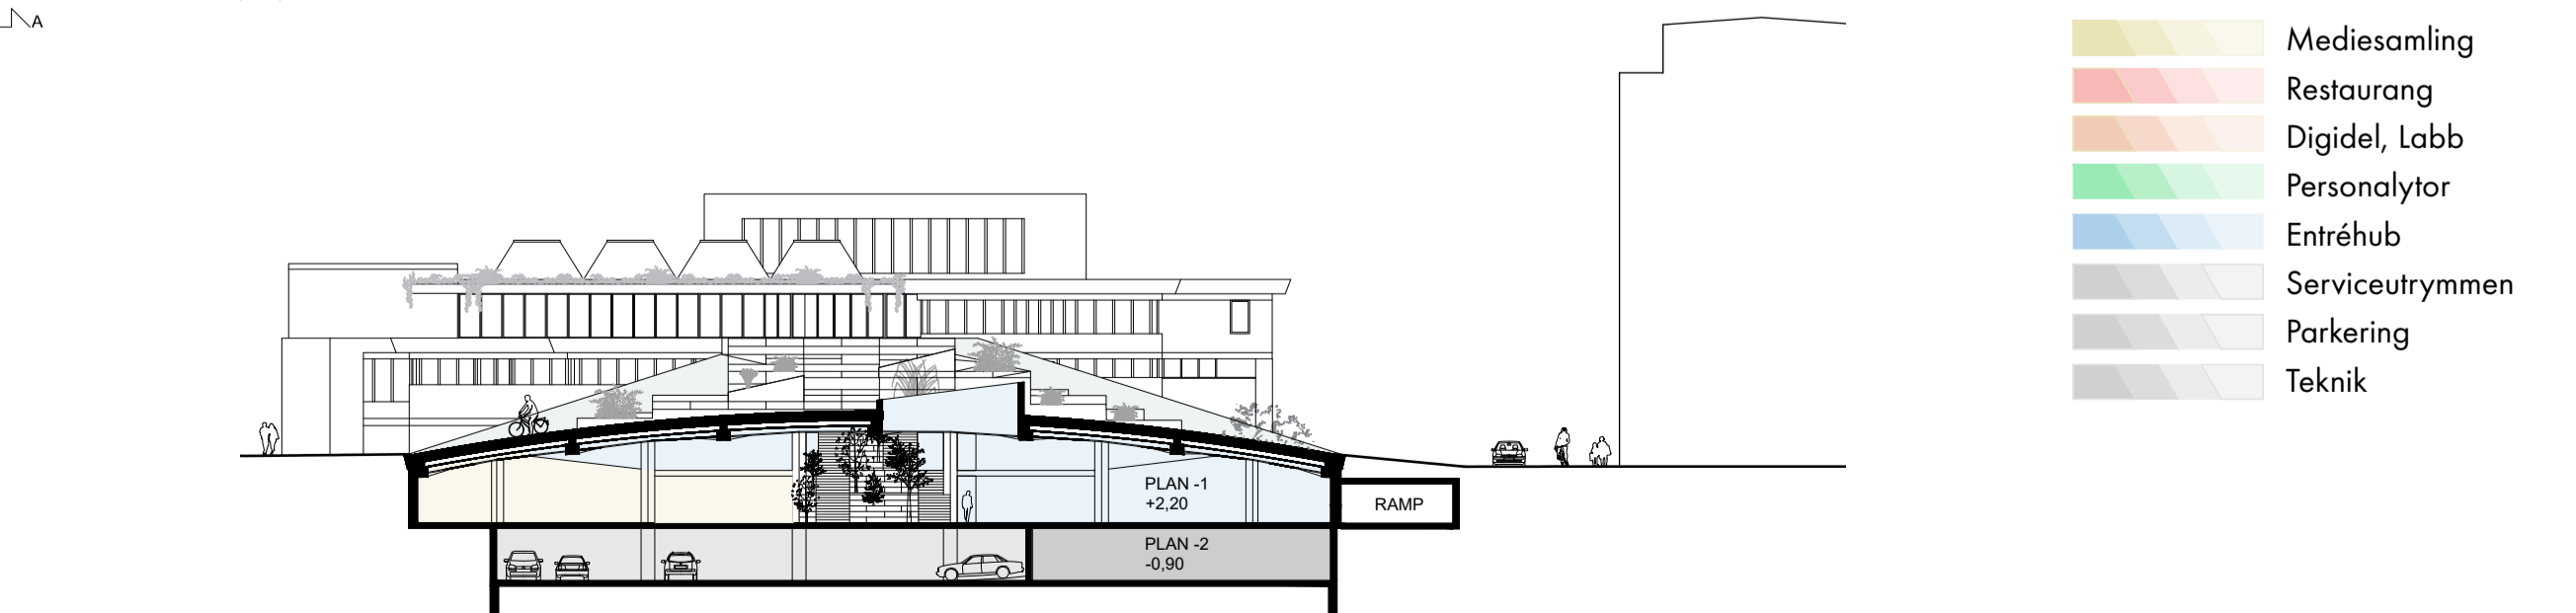 A
Mediesamling
Restaurang
Digidel, Labb
Personalytor
Entréhub
Serviceutrymmen
Parkering
Teknik
PLAN -1
+2,20
RAMP
PLAN -2
-0,90